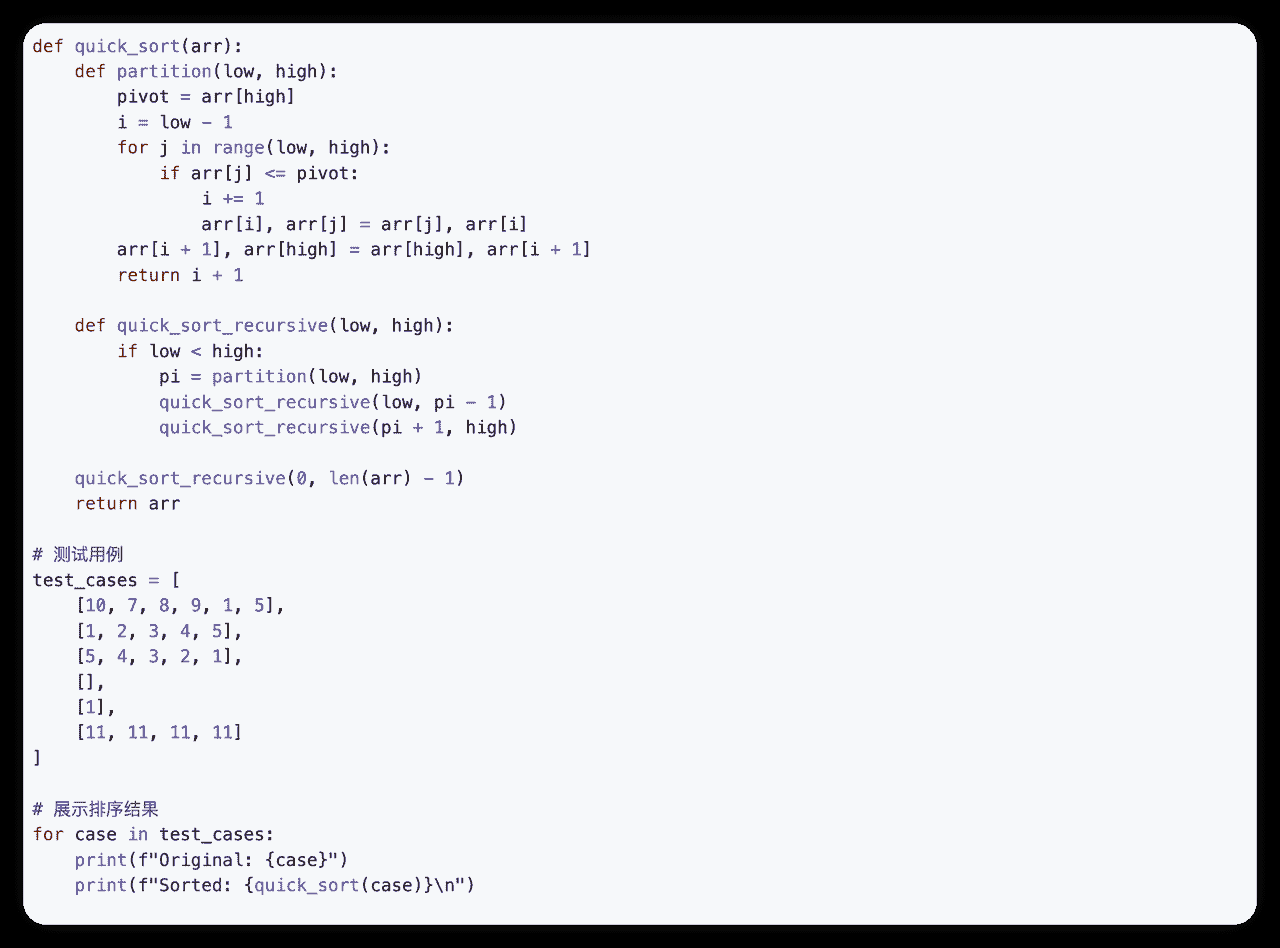 def quick_sort(arr):
    def partition(low, high):
        pivot = arr[high]
        i = low - 1
        for j in range(low, high):
            if arr[j] <= pivot:
                i += 1
                arr[i], arr[j] = arr[j], arr[i]
        arr[i + 1], arr[high] = arr[high], arr[i + 1]
        return i + 1

    def quick_sort_recursive(low, high):
        if low < high:
            pi = partition(low, high)
            quick_sort_recursive(low, pi - 1)
            quick_sort_recursive(pi + 1, high)

    quick_sort_recursive(0, len(arr) - 1)
    return arr

# 测试用例
test_cases = [
    [10, 7, 8, 9, 1, 5],
    [1, 2, 3, 4, 5],
    [5, 4, 3, 2, 1],
    [],
    [1],
    [11, 11, 11, 11]
]

# 展示排序结果
for case in test_cases:
    print(f"Original: {case}")
    print(f"Sorted: {quick_sort(case)}\n")